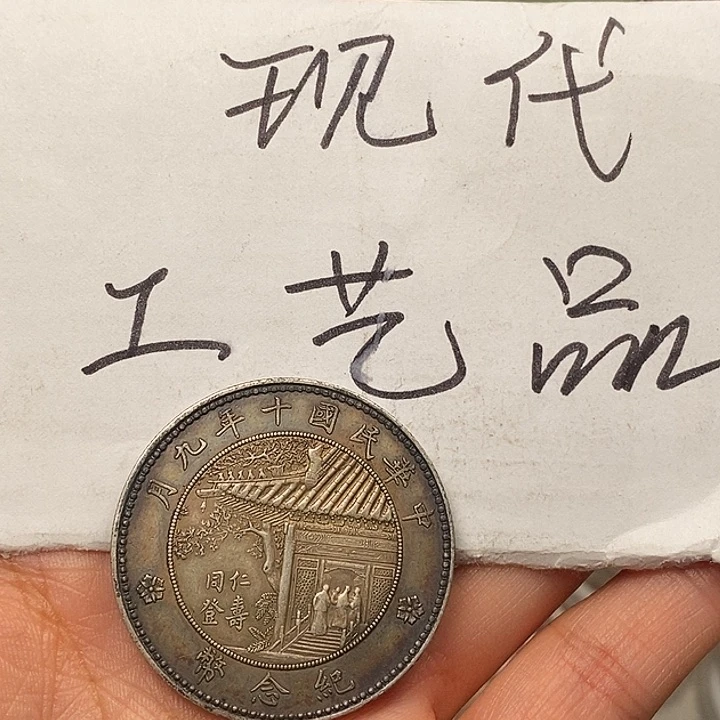 现代
工艺品
中華民國十年九月
仁壽
同登
紀念幣